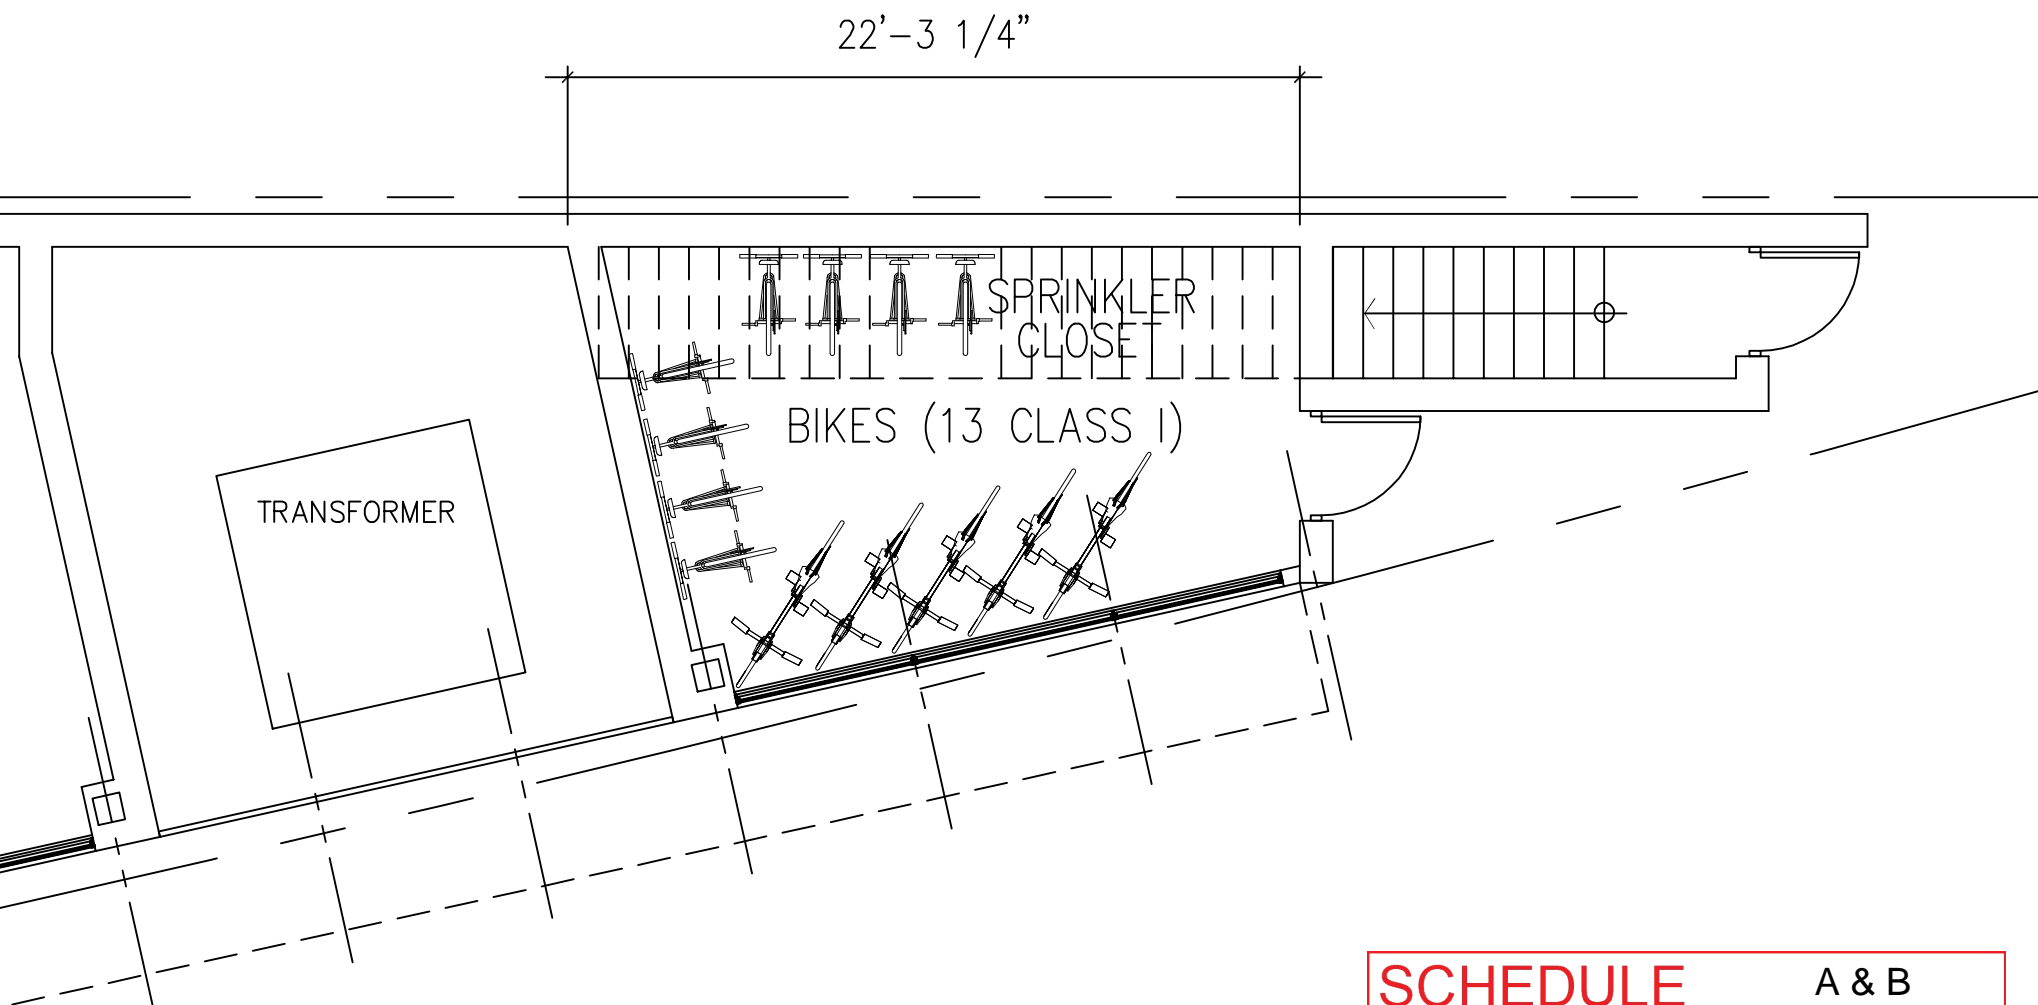 22'-3 1/4"
SPRINKLER
CLOSET
BIKES (13 CLASS I)
TRANSFORMER
SCHEDULE A & B